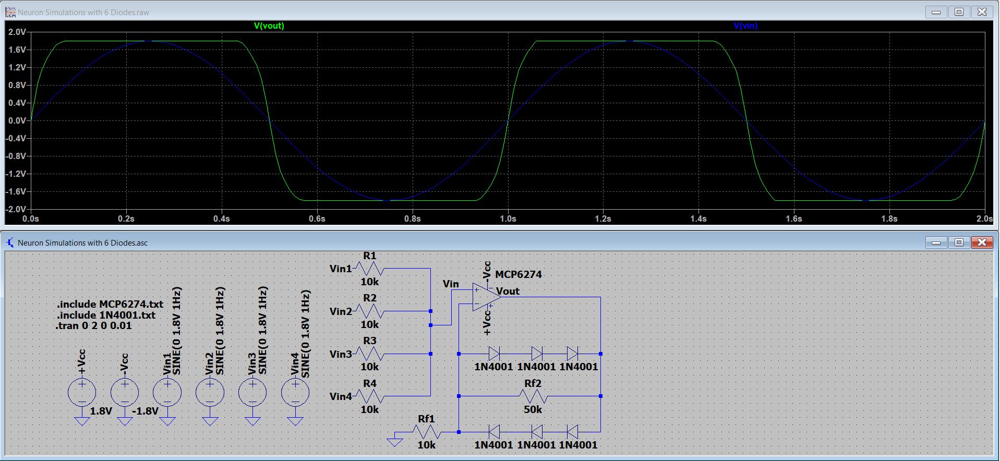 Neuron Simulations with 6 Diodes.raw
V(vout)
V(vin)
2.0V
1.6V
1.2V
0.8V
0.4V
0.0V
-0.4V
-0.8V
-1.2V
-1.6V
-2.0V
0.0s 0.2s 0.4s 0.6s 0.8s 1.0s 1.2s 1.4s 1.6s 1.8s 2.0s
Neuron Simulations with 6 Diodes.asc
.include MCP6274.txt
.include 1N4001.txt
.tran 0 2 0 0.01
+Vcc
1.8V
-Vcc
-1.8V
Vin1
SINE(0 1.8V 1Hz)
Vin2
SINE(0 1.8V 1Hz)
Vin3
SINE(0 1.8V 1Hz)
Vin4
SINE(0 1.8V 1Hz)
R1
Vin1
10k
R2
Vin2
10k
R3
Vin3
10k
R4
Vin4
10k
Vin
-Vcc
MCP6274
Vout
+Vcc
1N4001 1N4001 1N4001
Rf2
50k
Rf1
10k
1N4001 1N4001 1N4001